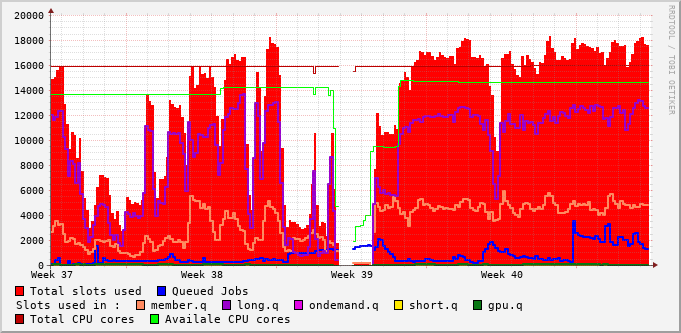 RRDTOOL / TOBI OETIKER
20000
18000
16000
14000
12000
10000
8000
6000
4000
2000
0
Week 37 Week 38 Week 39 Week 40
Total slots used Queued Jobs
Slots used in : member.q long.q ondemand.q short.q gpu.q
Total CPU cores Availale CPU cores